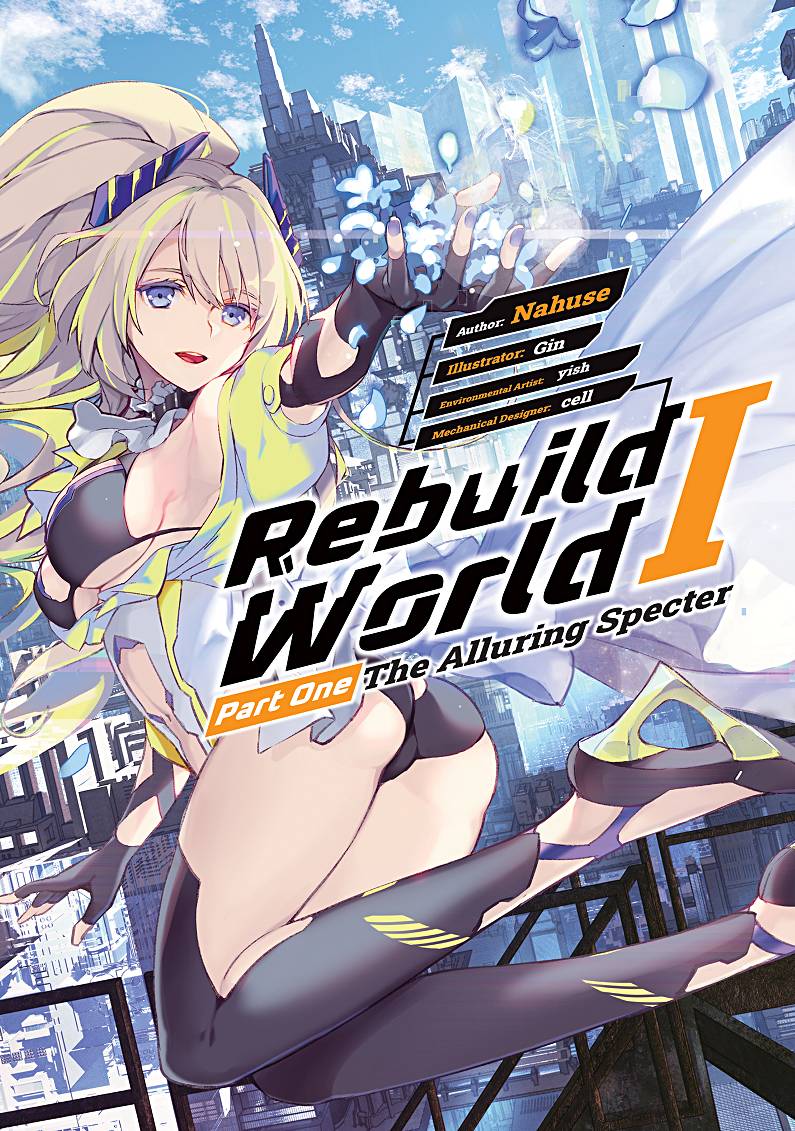 Author: Nahuse
Illustrator: Gin
Environmental Artist: yish
Mechanical Designer: cell
Rebuild
World I
Part One The Alluring Specter